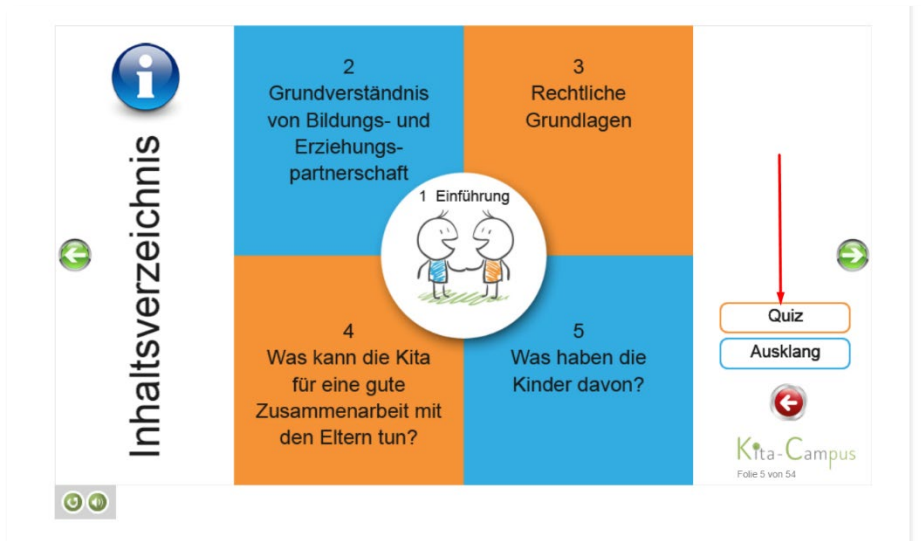 Inhaltsverzeichnis
2
Grundverständnis
von Bildungs- und
Erziehungs-
partnerschaft
3
Rechtliche
Grundlagen
1 Einführung
4
Was kann die Kita
für eine gute
Zusammenarbeit mit
den Eltern tun?
5
Was haben die
Kinder davon?
Quiz
Ausklang
Kita-Campus
Folie 5 von 54